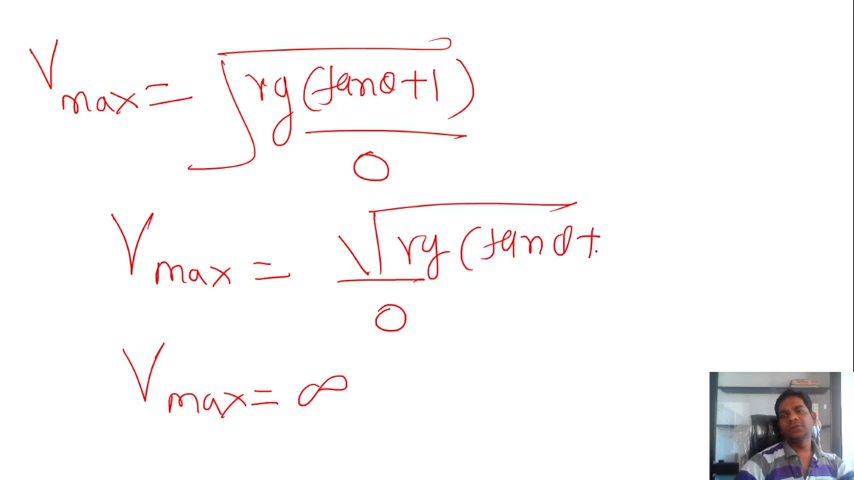 Vmax = √rg(tanθ+1)
0
Vmax = √rg(tanθ+
0
Vmax = ∞